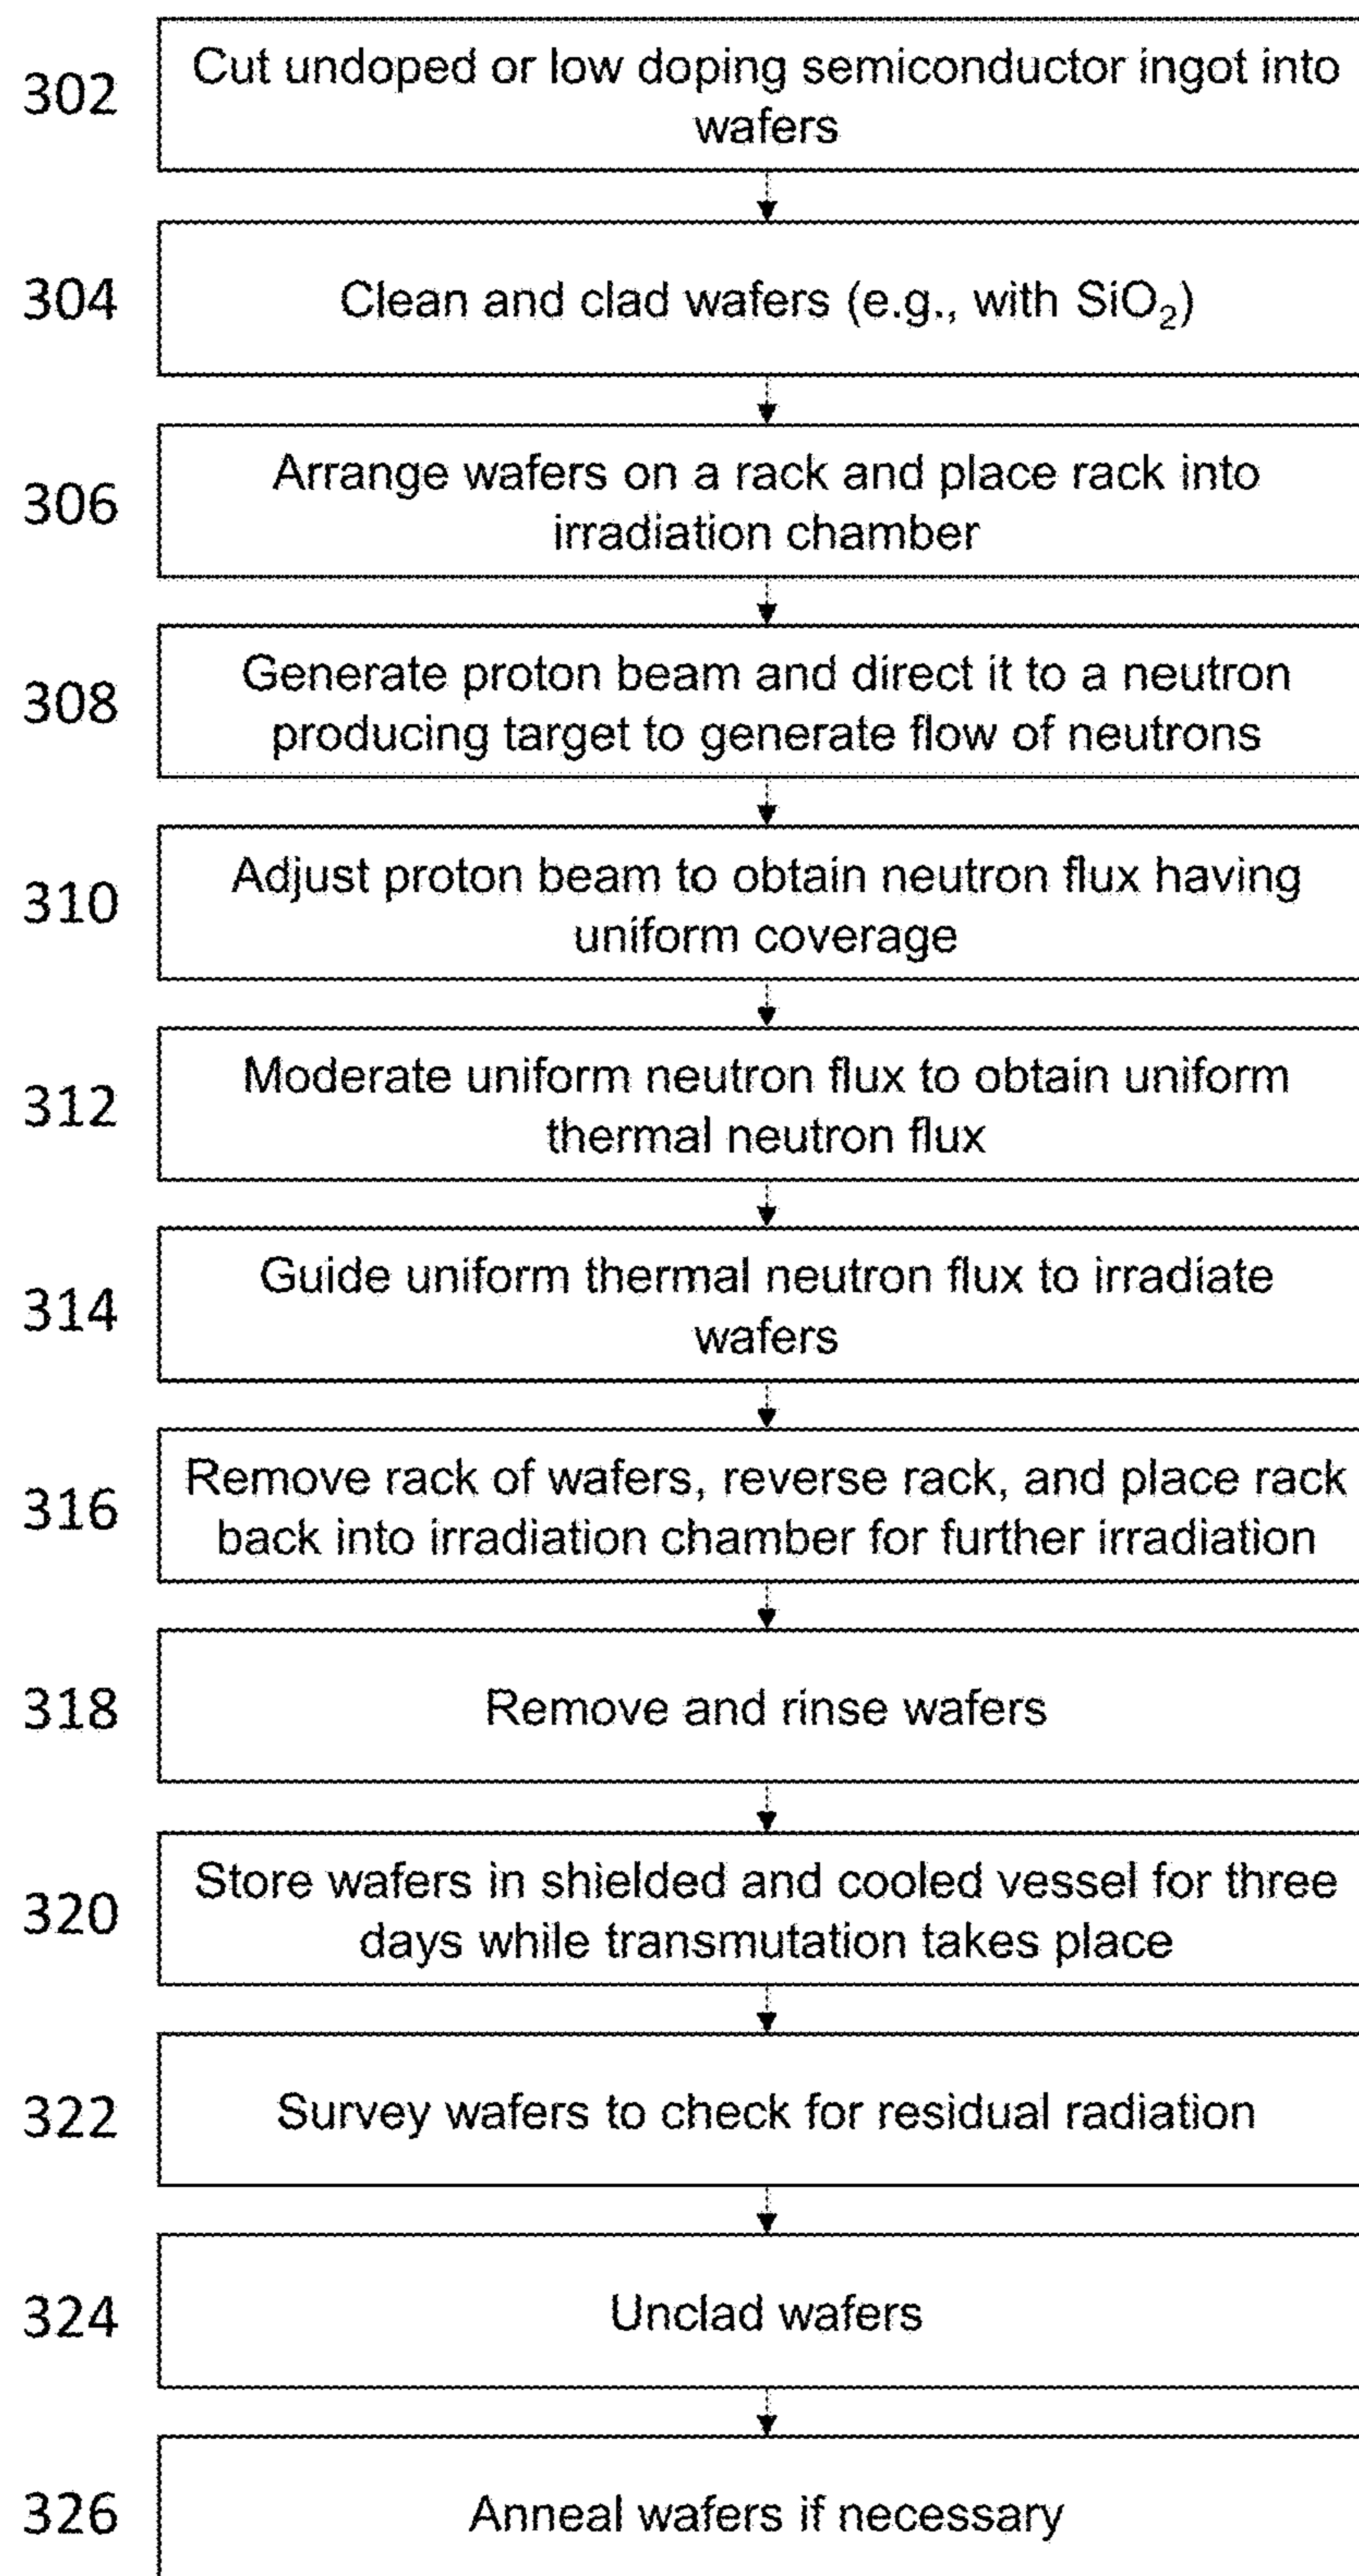 302
Cut undoped or low doping semiconductor ingot into
wafers
304
Clean and clad wafers (e.g., with SiO₂)
306
Arrange wafers on a rack and place rack into
irradiation chamber
308
Generate proton beam and direct it to a neutron
producing target to generate flow of neutrons
310
Adjust proton beam to obtain neutron flux having
uniform coverage
312
Moderate uniform neutron flux to obtain uniform
thermal neutron flux
314
Guide uniform thermal neutron flux to irradiate
wafers
316
Remove rack of wafers, reverse rack, and place rack
back into irradiation chamber for further irradiation
318
Remove and rinse wafers
320
Store wafers in shielded and cooled vessel for three
days while transmutation takes place
322
Survey wafers to check for residual radiation
324
Unclad wafers
326
Anneal wafers if necessary